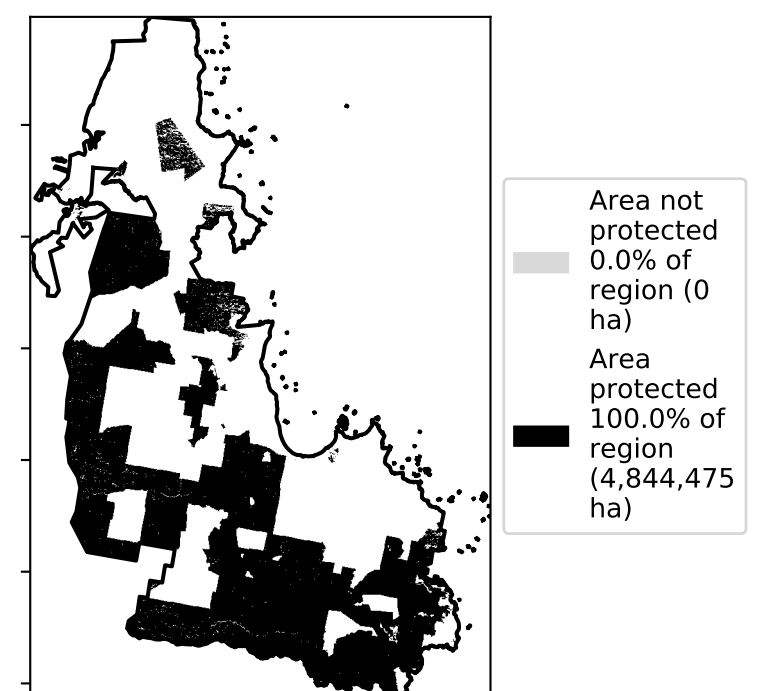 Area not
protected
0.0% of
region (0
ha)
Area
protected
100.0% of
region
(4,844,475
ha)